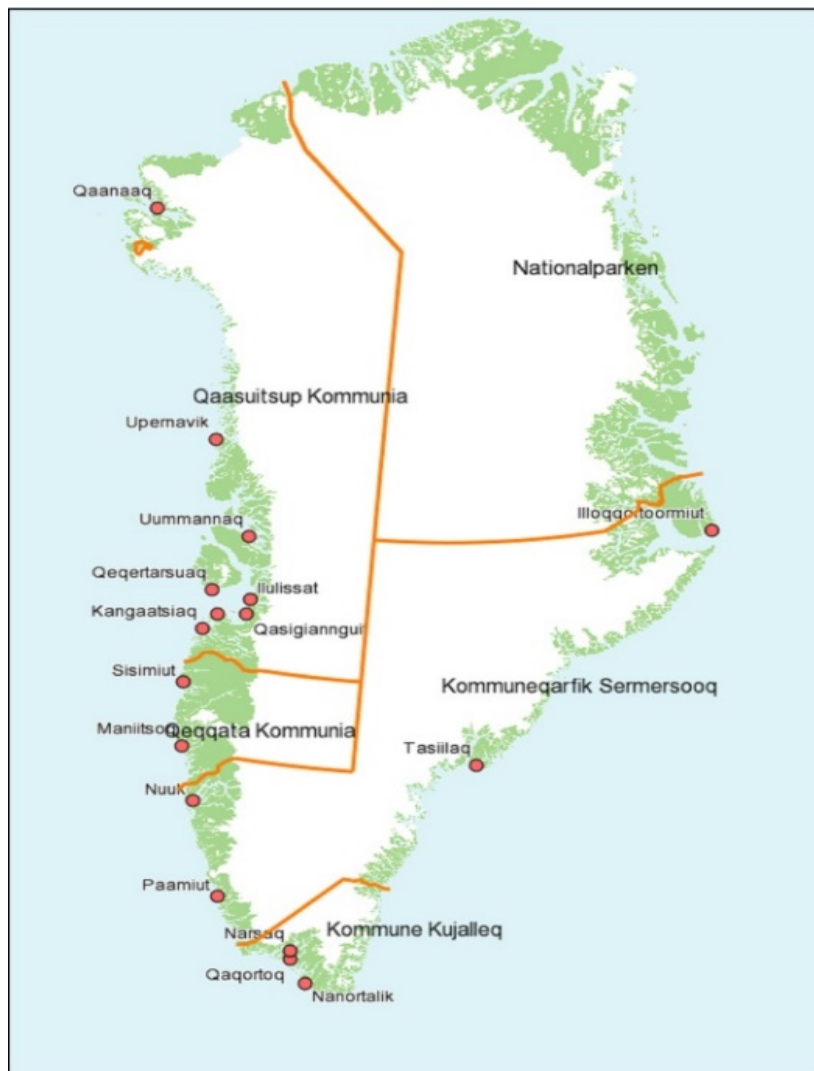 Qaanaaq
Nationalparken
Qaasuitsup Kommunia
Upernavik
Uummannaq
Illoqqortoormiut
Qeqertarsuaq
Ilulissat
Kangaatsiaq
Qasigiannguit
Sisimiut
Kommuneqarfik Sermersooq
Maniitsoq
Qeqqata Kommunia
Tasiilaq
Nuuk
Paamiut
Narsaq
Kommune Kujalleq
Qaqortoq
Nanortalik